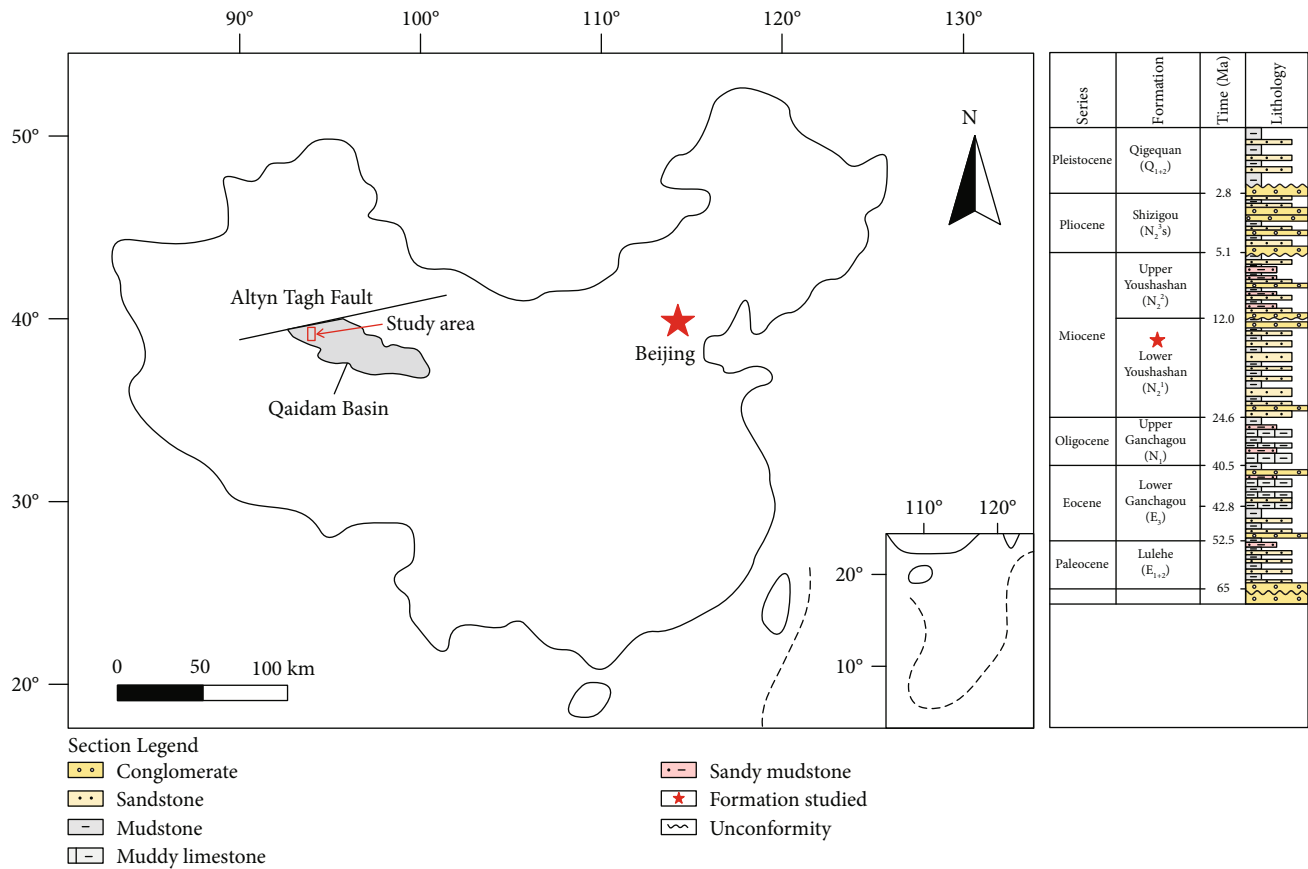 90°
100°
110°
120°
130°
50°
40°
30°
20°
N
Altyn Tagh Fault
Study area
Beijing
Qaidam Basin
110°
120°
20°
10°
0
50
100 km
Series
Formation
Time (Ma)
Lithology
Pleistocene
Qigequan
(Q₁₊₂)
2.8
Pliocene
Shizigou
(N₂³s)
5.1
Miocene
Upper
Youshashan
(N₂²)
12.0
Lower
Youshashan
(N₂¹)
24.6
Oligocene
Upper
Ganchagou
(N₁)
40.5
Eocene
Lower
Ganchagou
(E₃)
42.8
52.5
Paleocene
Lulehe
(E₁₊₂)
65
Section Legend
Conglomerate
Sandstone
Mudstone
Muddy limestone
Sandy mudstone
Formation studied
Unconformity